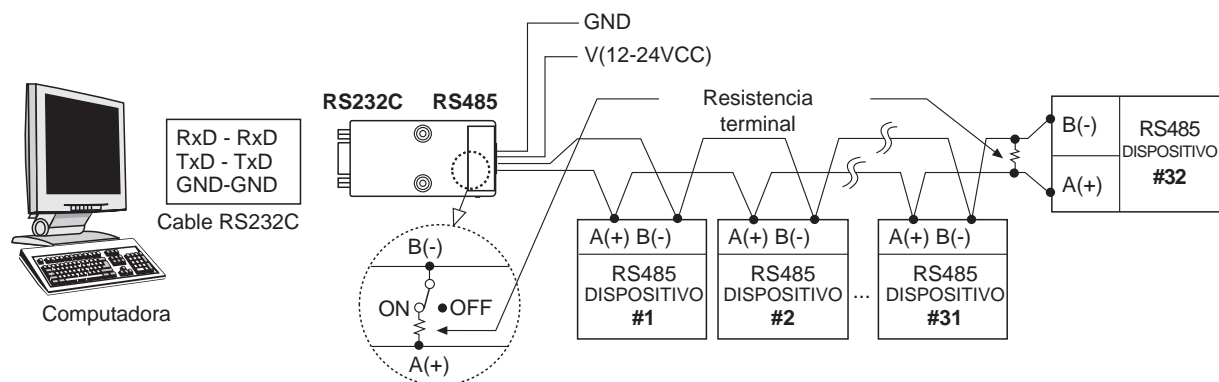 GND
V(12-24VCC)
RS232C
RS485
Resistencia
terminal
RxD - RxD
TxD - TxD
GND-GND
Cable RS232C
Computadora
B(-)
ON
OFF
A(+)
A(+) B(-)
RS485
DISPOSITIVO
#1
A(+) B(-)
RS485
DISPOSITIVO
#2
...
A(+) B(-)
RS485
DISPOSITIVO
#31
B(-)
A(+)
RS485
DISPOSITIVO
#32